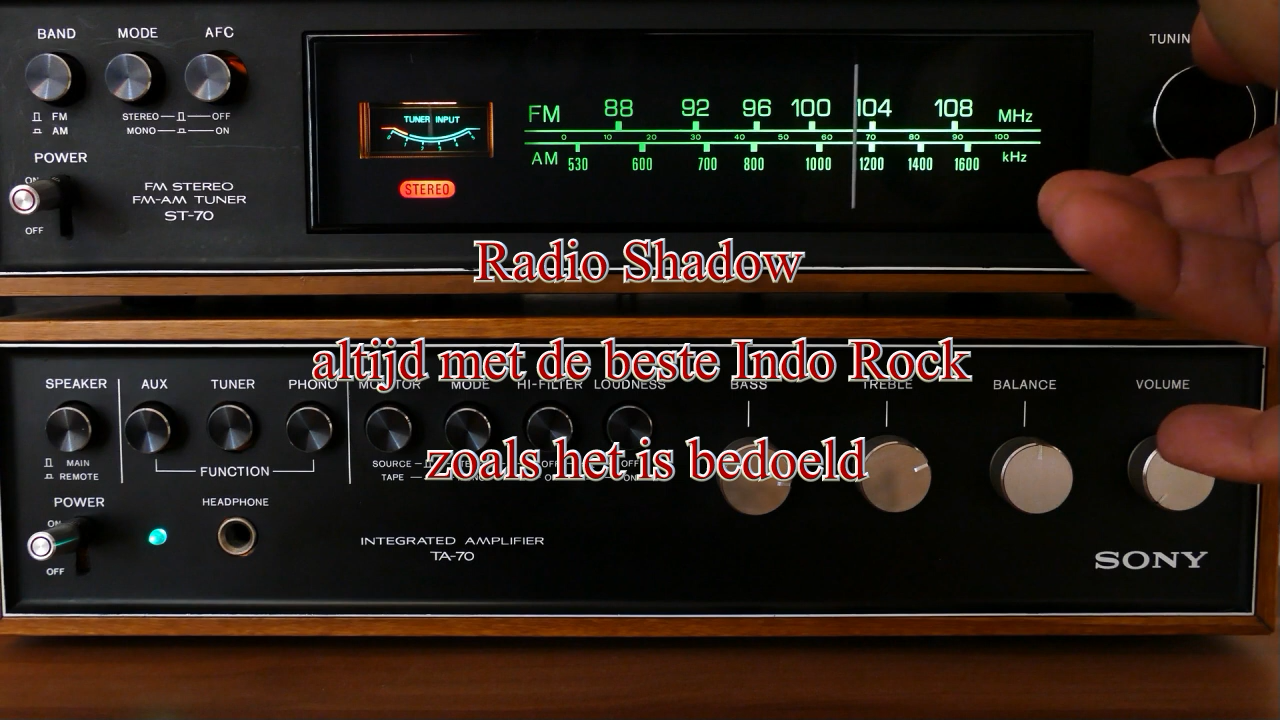 BAND MODE AFC
TUNIN
FM STEREO OFF
AM MONO ON
POWER
ON
OFF
FM STEREO
FM-AM TUNER
ST-70
TUNER INPUT
STEREO
FM 88 92 96 100 104 108 MHz
0 10 20 30 40 50 60 70 80 90 100
AM 530 600 700 800 1000 1200 1400 1600 kHz
Radio Shadow
altijd met de beste Indo Rock
zoals het is bedoeld
SPEAKER AUX TUNER PHONO MONITOR MODE HI-FILTER LOUDNESS BASS TREBLE BALANCE VOLUME
MAIN
REMOTE
FUNCTION
SOURCE
TAPE
POWER
ON
OFF
HEADPHONE
INTEGRATED AMPLIFIER
TA-70
SONY